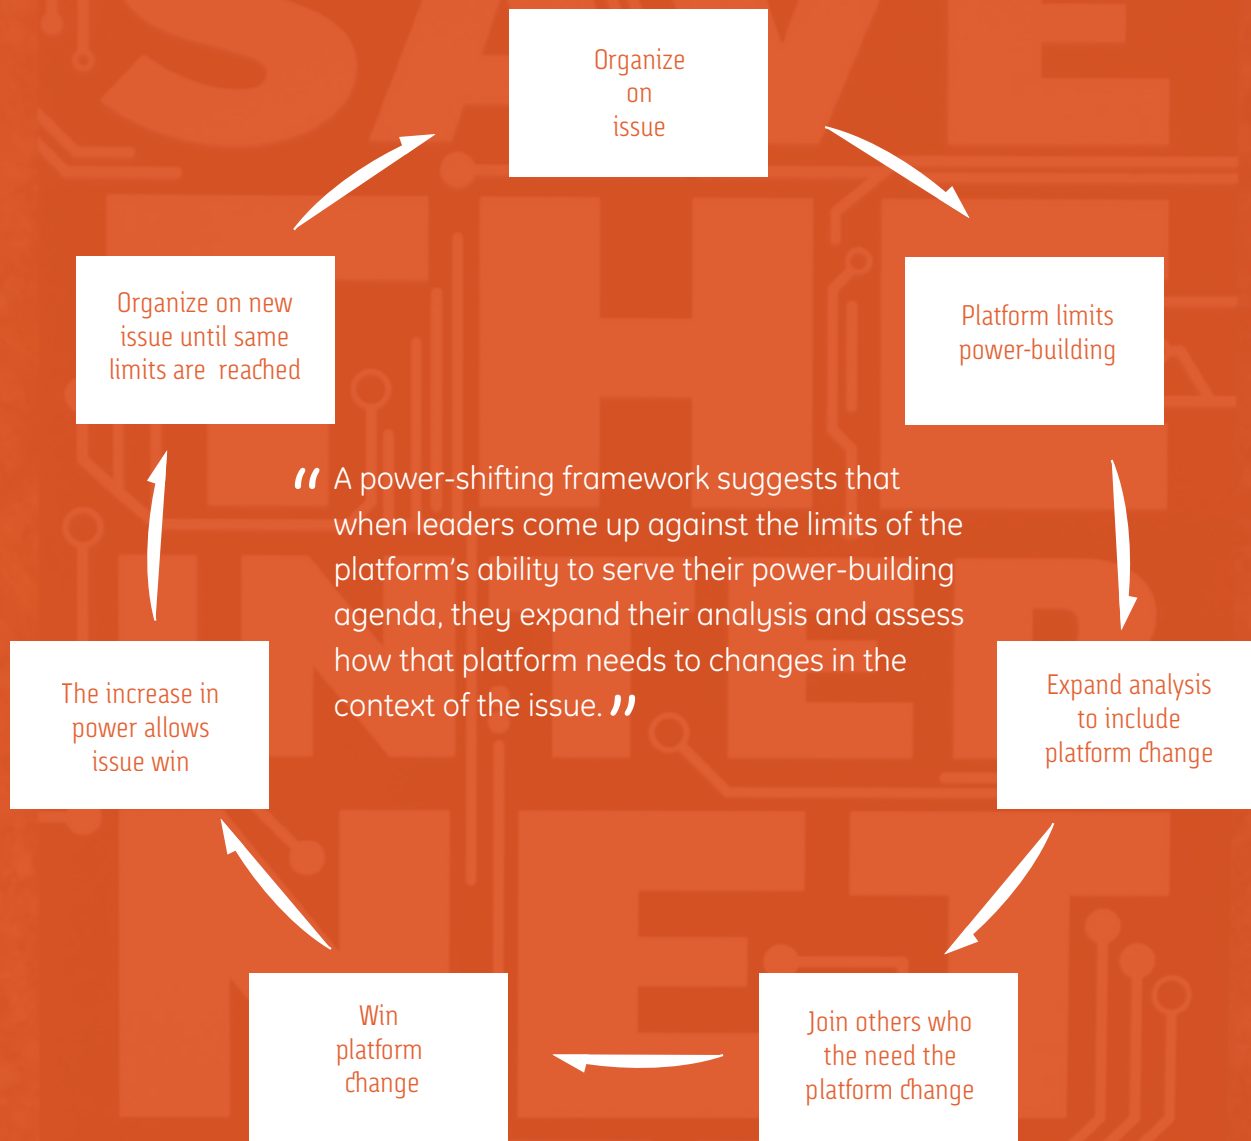 SAVE
THE
INTER
NET
Organize
on
issue
Platform limits
power-building
Expand analysis
to include
platform change
Join others who
the need the
platform change
Win
platform
change
The increase in
power allows
issue win
Organize on new
issue until same
limits are reached
“ A power-shifting framework suggests that
when leaders come up against the limits of the
platform’s ability to serve their power-building
agenda, they expand their analysis and assess
how that platform needs to changes in the
context of the issue. ”